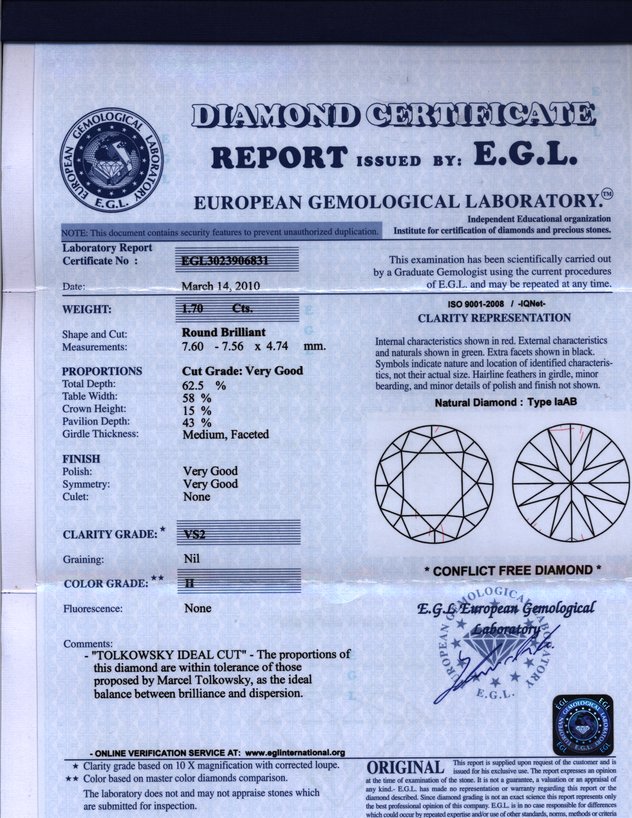 DIAMOND CERTIFICATE
REPORT ISSUED BY: E.G.L.
EUROPEAN GEMOLOGICAL LABORATORY.™
EUROPEAN GEMOLOGICAL LABORATORY
E.G.L.
Independent Educational organization
Institute for certification of diamonds and precious stones.
NOTE: This document contains security features to prevent unauthorized duplication.
Laboratory Report
Certificate No : EGL3023906831
Date: March 14, 2010
WEIGHT: 1.70 Cts.
Shape and Cut: Round Brilliant
Measurements: 7.60 - 7.56 x 4.74 mm.
PROPORTIONS Cut Grade: Very Good
Total Depth: 62.5 %
Table Width: 58 %
Crown Height: 15 %
Pavilion Depth: 43 %
Girdle Thickness: Medium, Faceted
FINISH
Polish: Very Good
Symmetry: Very Good
Culet: None
CLARITY GRADE: * VS2
Graining: Nil
COLOR GRADE: ** H
Fluorescence: None
Comments:
- "TOLKOWSKY IDEAL CUT" - The proportions of
this diamond are within tolerance of those
proposed by Marcel Tolkowsky, as the ideal
balance between brilliance and dispersion.
- ONLINE VERIFICATION SERVICE AT: www.eglinternational.org
★ Clarity grade based on 10 X magnification with corrected loupe.
★★ Color based on master color diamonds comparison.
The laboratory does not and may not appraise stones which
are submitted for inspection.
This examination has been scientifically carried out
by a Graduate Gemologist using the current procedures
of E.G.L. and may be repeated at any time.
ISO 9001-2008 / -IQNet-
CLARITY REPRESENTATION
Internal characteristics shown in red. External characteristics
and naturals shown in green. Extra facets shown in black.
Symbols indicate nature and location of identified characteris-
tics, not their actual size. Hairline feathers in girdle, minor
bearding, and minor details of polish and finish not shown.
Natural Diamond : Type IaAB
* CONFLICT FREE DIAMOND *
E.G.L European Gemological
Laboratory
EUROPEAN GEMOLOGICAL LABORATORY
E.G.L.
EGL EGL
EGL EGL
ORIGINAL This report is supplied upon request of the customer and is
issued for his exclusive use. The report expresses an opinion
at the time of examination of the stone. It is not a guarantee, a valuation or an appraisal of
any kind.- E.G.L. has made no representation or warranty regarding this report or the
diamond described. Since diamond grading is not an exact science this report represents only
the best professional opinion of this company. E.G.L. is in no case responsible for differences
which could occur by repeated expertise and/or use of other standards, norms, methods or criteria